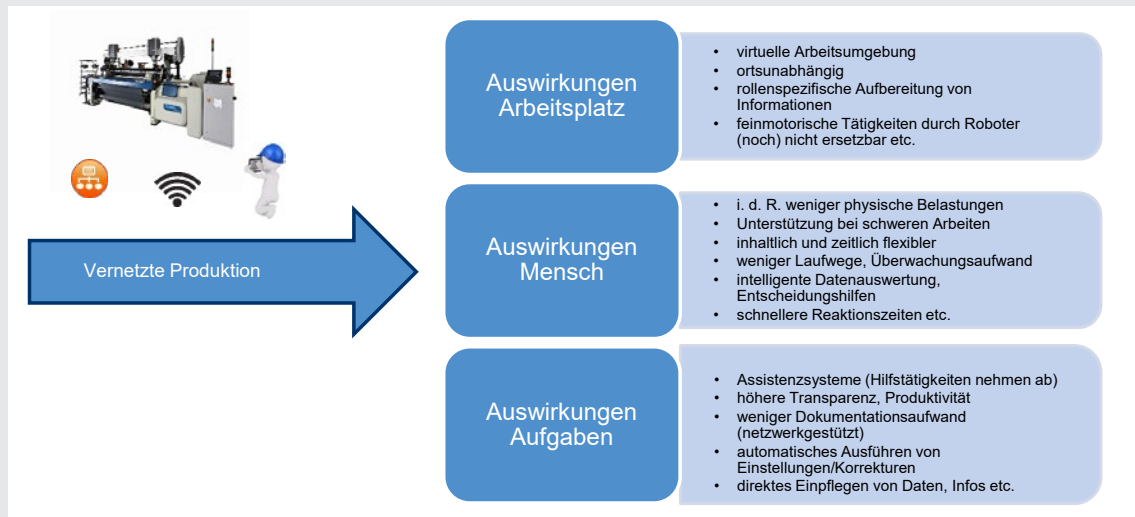 Vernetzte Produktion
Auswirkungen
Arbeitsplatz
• virtuelle Arbeitsumgebung
• ortsunabhängig
• rollenspezifische Aufbereitung von
Informationen
• feinmotorische Tätigkeiten durch Roboter
(noch) nicht ersetzbar etc.
Auswirkungen
Mensch
• i. d. R. weniger physische Belastungen
• Unterstützung bei schweren Arbeiten
• inhaltlich und zeitlich flexibler
• weniger Laufwege, Überwachungsaufwand
• intelligente Datenauswertung,
Entscheidungshilfen
• schnellere Reaktionszeiten etc.
Auswirkungen
Aufgaben
• Assistenzsysteme (Hilfstätigkeiten nehmen ab)
• höhere Transparenz, Produktivität
• weniger Dokumentationsaufwand
(netzwerkgestützt)
• automatisches Ausführen von
Einstellungen/Korrekturen
• direktes Einpflegen von Daten, Infos etc.